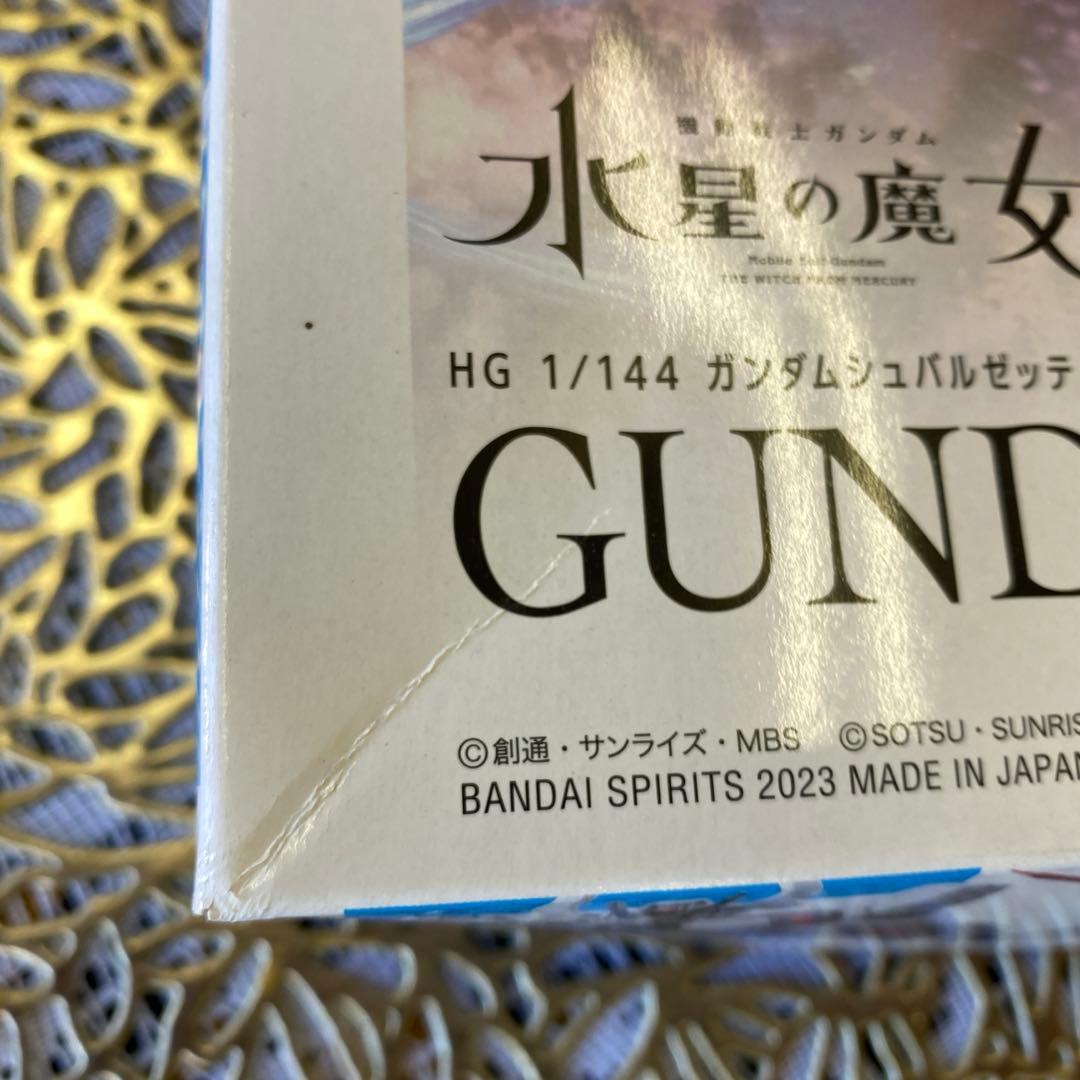 機動戦士ガンダム
水星の魔女
Mobile Suit Gundam
THE WITCH FROM MERCURY
HG 1/144 ガンダムシュバルゼッテ
GUND
©創通・サンライズ・MBS ©SOTSU・SUNRIS
BANDAI SPIRITS 2023 MADE IN JAPAN